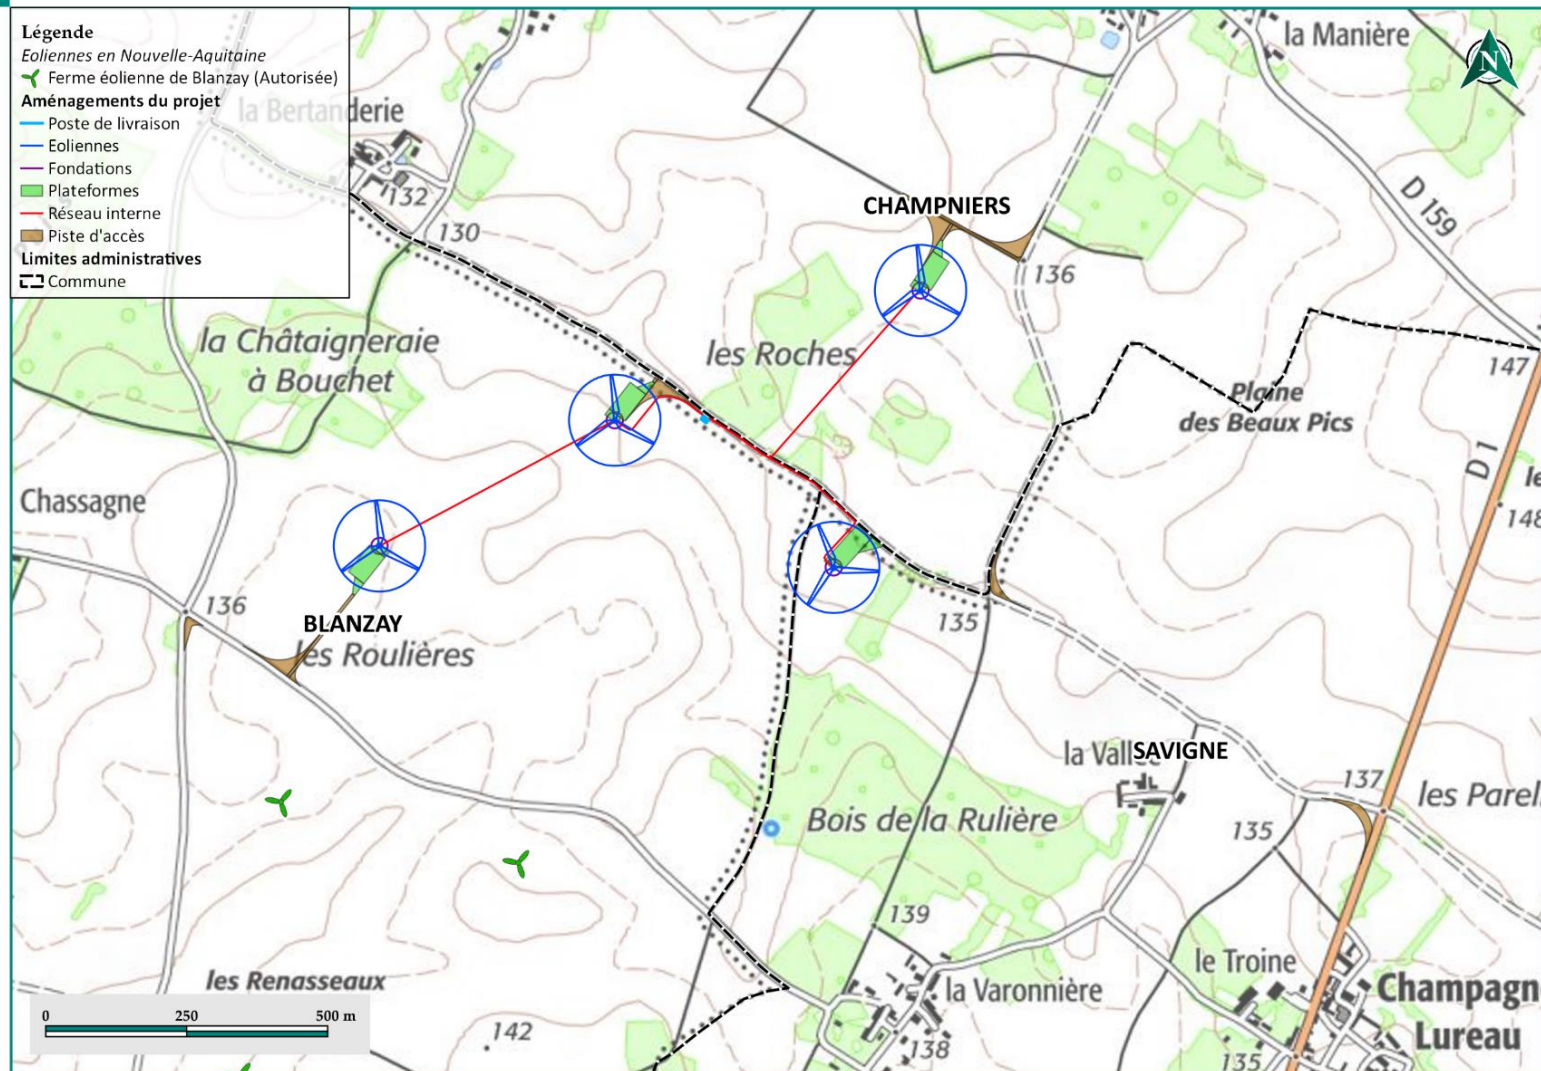 Légende
Eoliennes en Nouvelle-Aquitaine
Ferme éolienne de Blanzay (Autorisée)
Aménagements du projet
Poste de livraison
Eoliennes
Fondations
Plateformes
Réseau interne
Piste d'accès
Limites administratives
Commune
la Bertanderie
132
130
la Manière
N
D 159
CHAMPNIERS
136
la Châtaigneraie
à Bouchet
les Roches
147
Plaine
des Beaux Pics
D 1
le
148
Chassagne
136
BLANZAY
les Roulières
135
la Vallée
SAVIGNE
137
les Parel
Bois de la Rulière
135
139
les Renasseaux
la Varonnière
le Troine
Champagn
Lureau
0 250 500 m
142
138
135